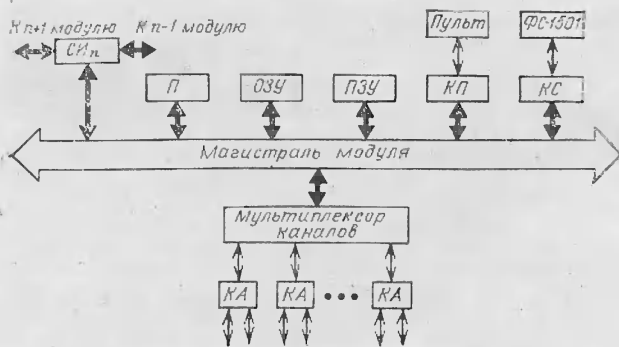 К n+1 модулю
К n-1 модулю
СИn
Пульт
ФС-1501
П
ОЗУ
ПЗУ
КП
КС
Магистраль модуля
Мультиплексор
каналов
КА
КА
КА